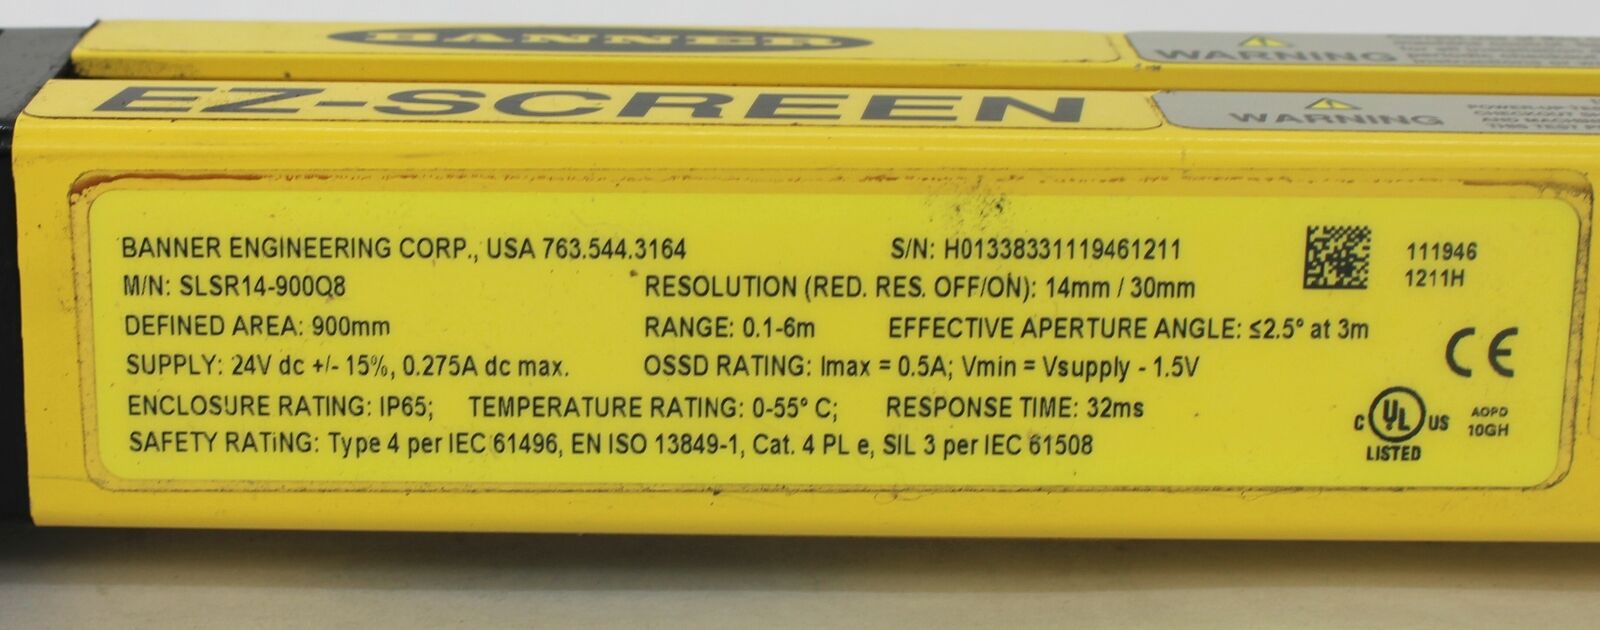 BANNER
WARNING
EZ-SCREEN
WARNING
BANNER ENGINEERING CORP., USA 763.544.3164
S/N: H01338331119461211
111946
1211H
M/N: SLSR14-900Q8
RESOLUTION (RED. RES. OFF/ON): 14mm / 30mm
DEFINED AREA: 900mm
RANGE: 0.1-6m
EFFECTIVE APERTURE ANGLE: ≤2.5° at 3m
SUPPLY: 24V dc +/- 15%, 0.275A dc max.
OSSD RATING: Imax = 0.5A; Vmin = Vsupply - 1.5V
CE
ENCLOSURE RATING: IP65;
TEMPERATURE RATING: 0-55° C;
RESPONSE TIME: 32ms
SAFETY RATING: Type 4 per IEC 61496, EN ISO 13849-1, Cat. 4 PL e, SIL 3 per IEC 61508
C UL US
LISTED
AOPD
10GH